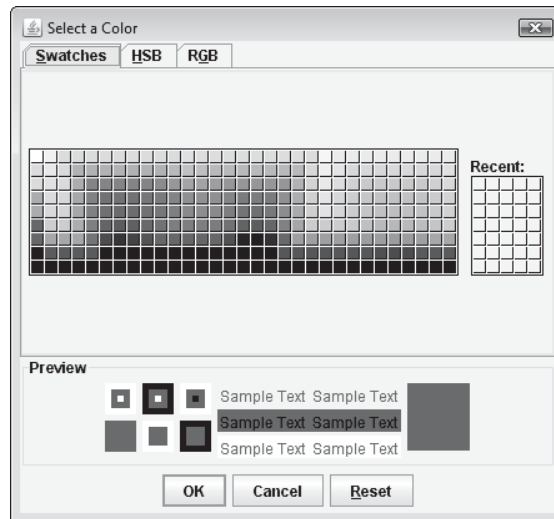 Select a Color
Swatches HSB RGB
Recent:
Preview
Sample Text Sample Text
Sample Text Sample Text
Sample Text Sample Text
OK Cancel Reset